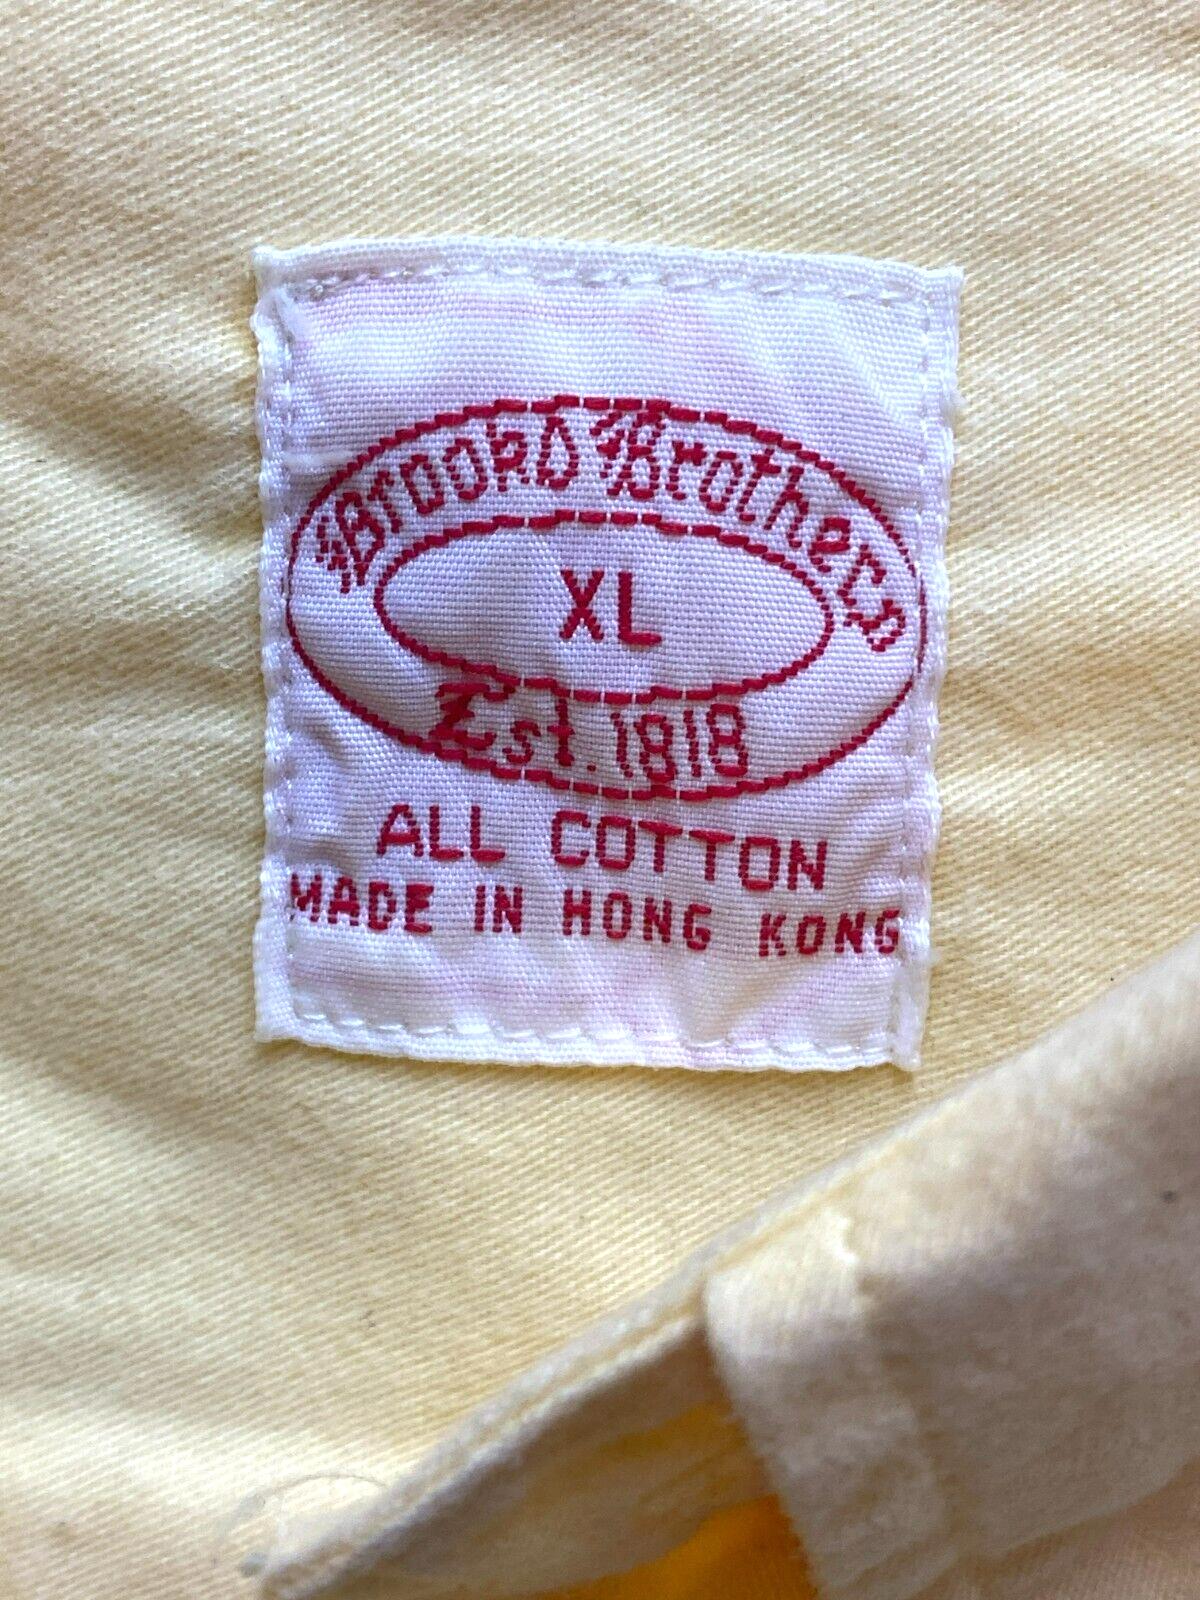 Brooks Brothers
XL
Est. 1818
ALL COTTON
MADE IN HONG KONG